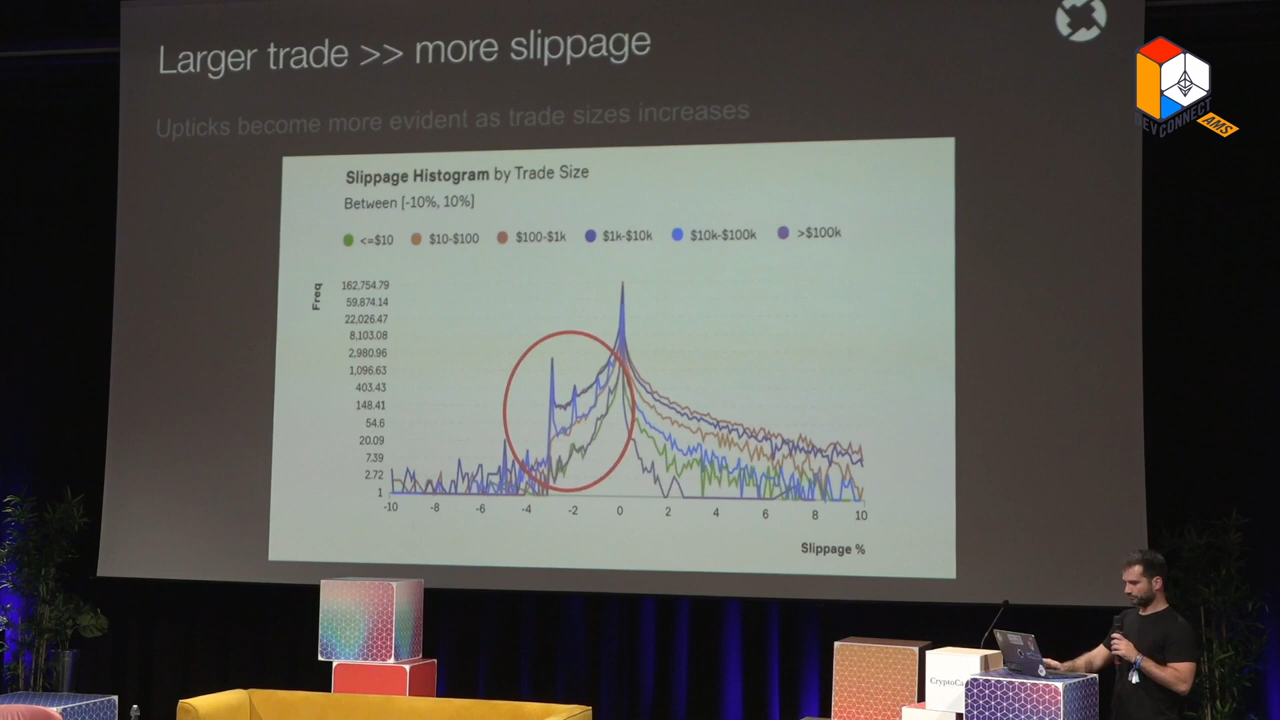 Larger trade >> more slippage
Upticks become more evident as trade sizes increases
Slippage Histogram by Trade Size
Between [-10%, 10%]
<=$10 $10-$100 $100-$1k $1k-$10k $10k-$100k >$100k
Freq
162,754.79
59,874.14
22,026.47
8,103.08
2,980.96
1,096.63
403.43
148.41
54.6
20.09
7.39
2.72
1
-10 -8 -6 -4 -2 0 2 4 6 8 10
Slippage %
DEVCONNECT
AMS